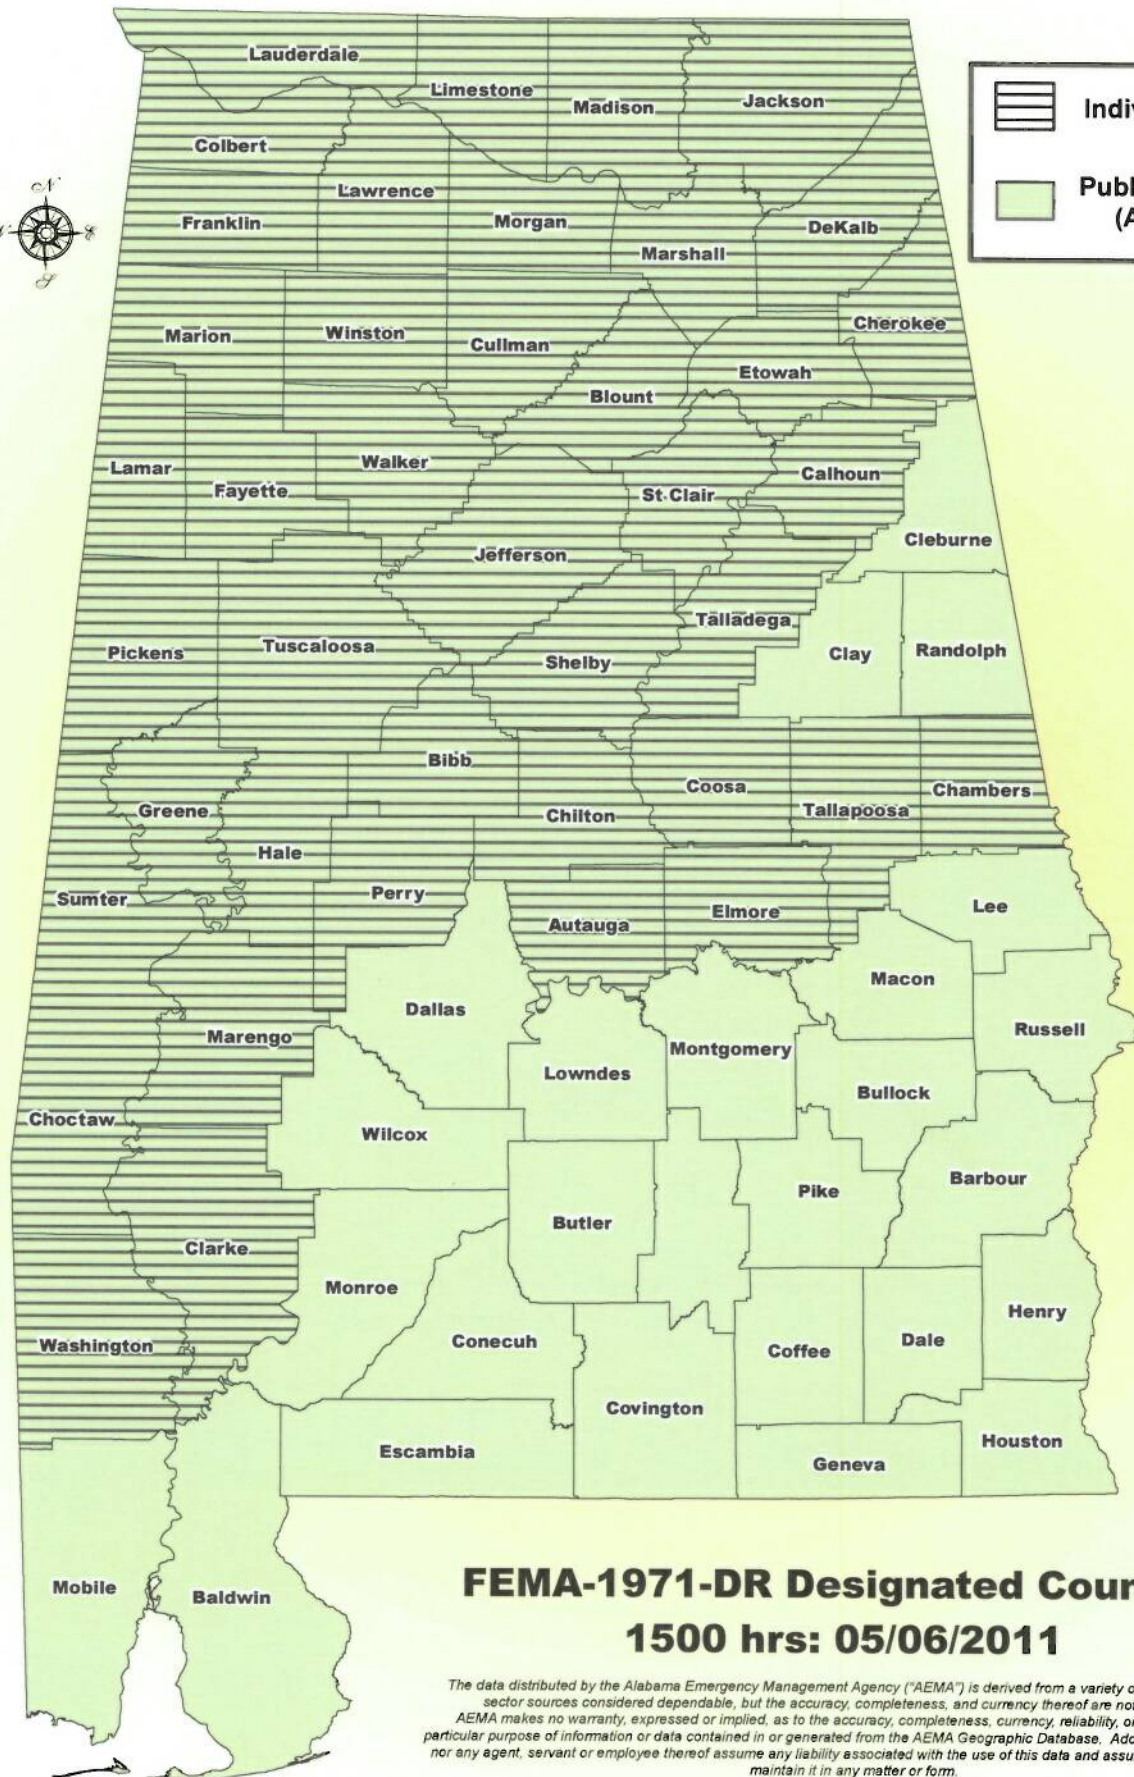 Lauderdale
Limestone
Madison
Jackson
Indiv
Colbert
Lawrence
Publ
(A
N
Franklin
Morgan
DeKalb
Marshall
S
Marion
Winston
Cullman
Cherokee
Etowah
Blount
Lamar
Walker
Calhoun
Fayette
St.Clair
Cleburne
Jefferson
Talladega
Pickens
Tuscaloosa
Shelby
Clay
Randolph
Bibb
Coosa
Chambers
Greene
Chilton
Tallapoosa
Hale
Sumter
Perry
Autauga
Elmore
Lee
Macon
Dallas
Marengo
Montgomery
Russell
Lowndes
Bullock
Choctaw
Wilcox
Barbour
Pike
Butler
Clarke
Monroe
Henry
Washington
Conecuh
Coffee
Dale
Covington
Escambia
Geneva
Houston
Mobile
Baldwin
FEMA-1971-DR Designated Coun
1500 hrs: 05/06/2011
The data distributed by the Alabama Emergency Management Agency ("AEMA") is derived from a variety o
sector sources considered dependable, but the accuracy, completeness, and currency thereof are not
AEMA makes no warranty, expressed or implied, as to the accuracy, completeness, currency, reliability, or
particular purpose of information or data contained in or generated from the AEMA Geographic Database. Add
nor any agent, servant or employee thereof assume any liability associated with the use of this data and assu
maintain it in any matter or form.